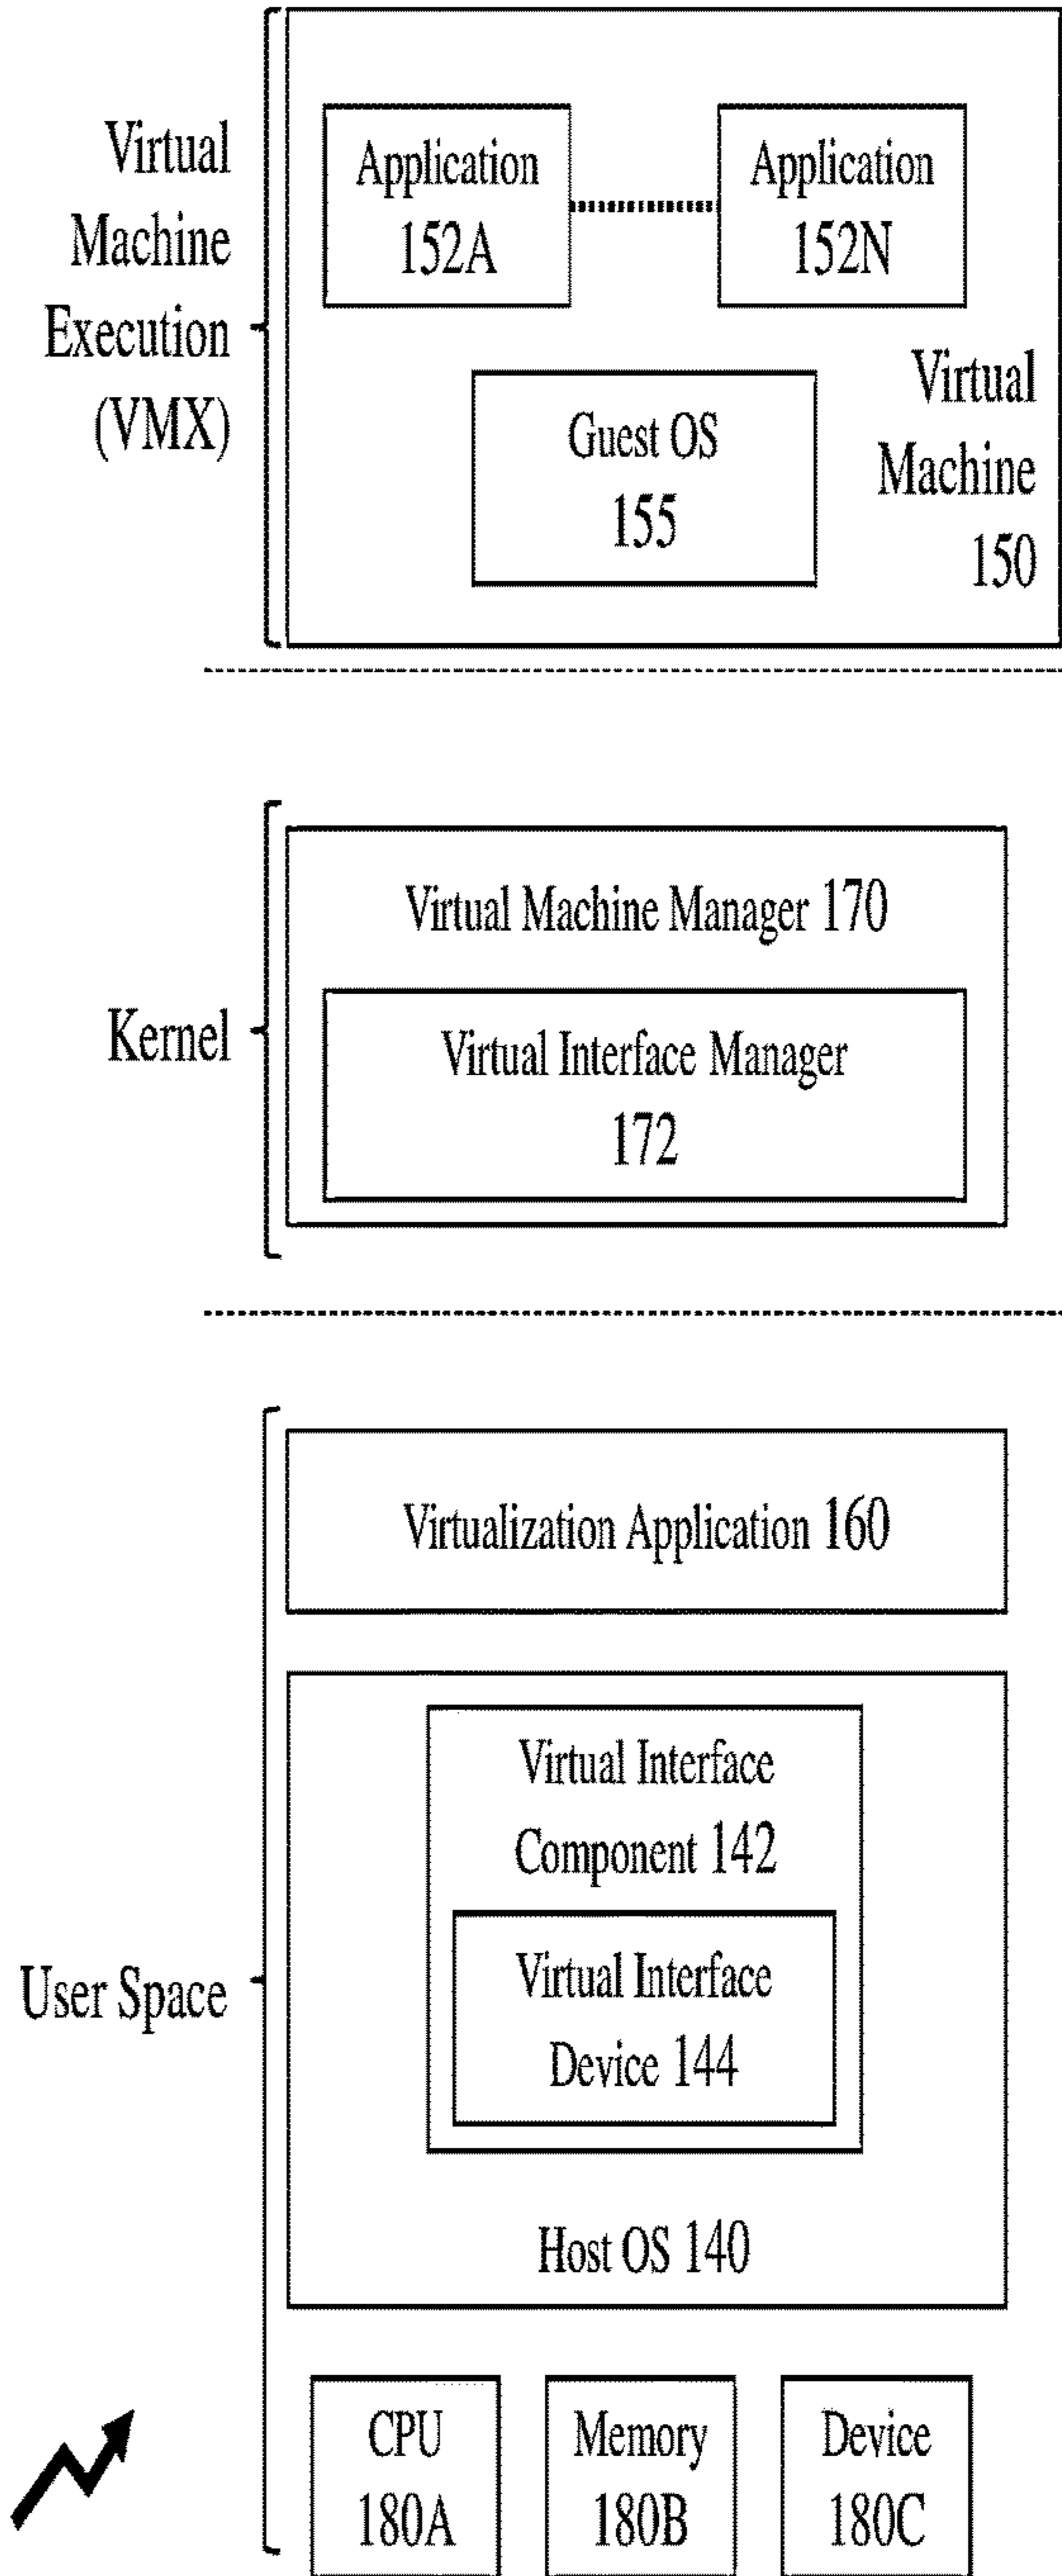 Virtual
Machine
Execution
(VMX)
Application
152A
Application
152N
Guest OS
155
Virtual
Machine
150
Kernel
Virtual Machine Manager 170
Virtual Interface Manager
172
User Space
Virtualization Application 160
Virtual Interface
Component 142
Virtual Interface
Device 144
Host OS 140
CPU
180A
Memory
180B
Device
180C